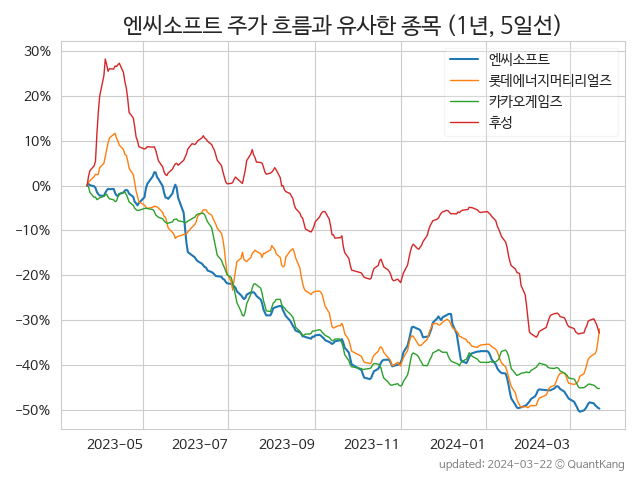 엔씨소프트 주가 흐름과 유사한 종목 (1년, 5일선)
엔씨소프트
롯데에너지머티리얼즈
카카오게임즈
후성
30%
20%
10%
0%
−10%
−20%
−30%
−40%
−50%
2023-05 2023-07 2023-09 2023-11 2024-01 2024-03
updated: 2024-03-22 © QuantKang